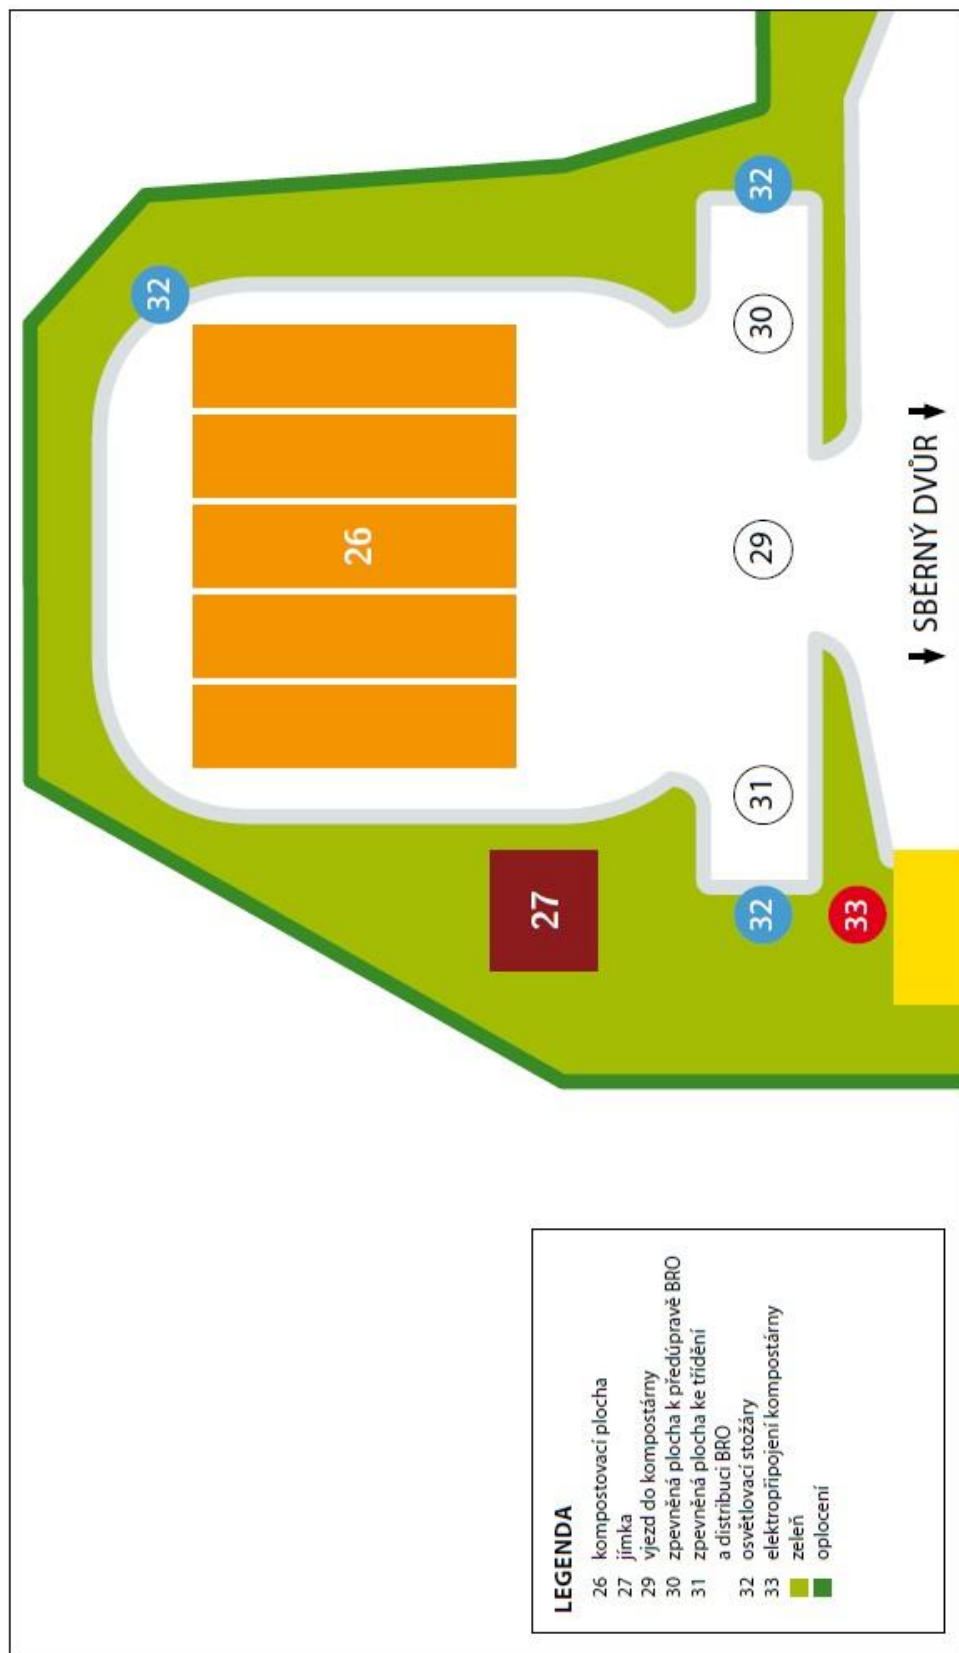 LEGENDA
26 kompostovací plocha
27 jímka
29 vjezd do kompostárny
30 zpevněná plocha k předúpravě BRO
31 zpevněná plocha ke třídění
a distribuci BRO
32 osvětlovací stožáry
33 elektropřipojení kompostárny
zeleň
oplocení
32
26
27
32
31
29
30
32
33
SBĚRNÝ DVŮR